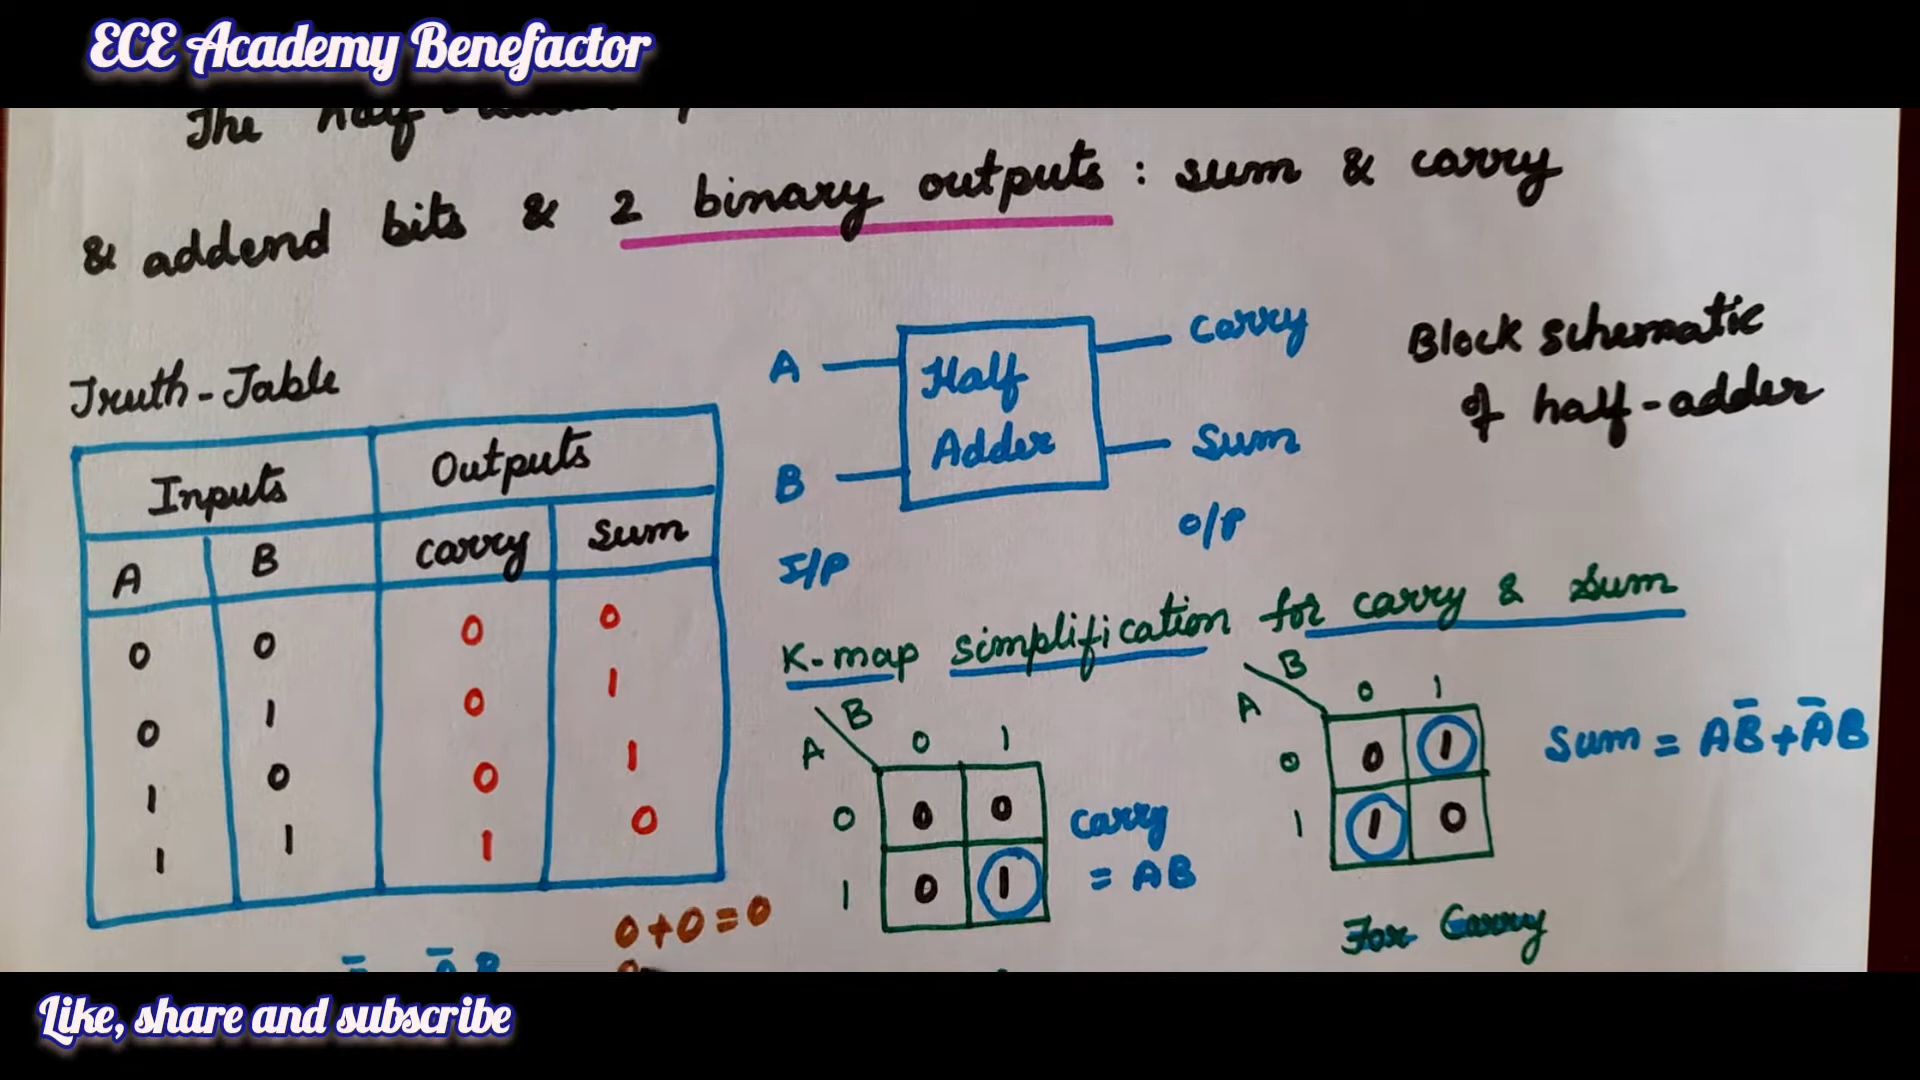 ECE Academy Benefactor
The half-
& addend bits & 2 binary outputs : sum & carry
Truth-Table
Inputs Outputs
A B Carry Sum
0 0 0 0
0 1 0 1
1 0 0 1
1 1 1 0
A Half Adder Carry
B Sum
I/P O/P
Block Schematic
of half-adder
K-map simplification for carry & Sum
B
A 0 1
0 0 0
1 0 1
Carry
= AB
B
A 0 1
0 0 1
1 1 0
Sum = AB̅ + A̅B
For Carry
0+0=0
Like, share and subscribe